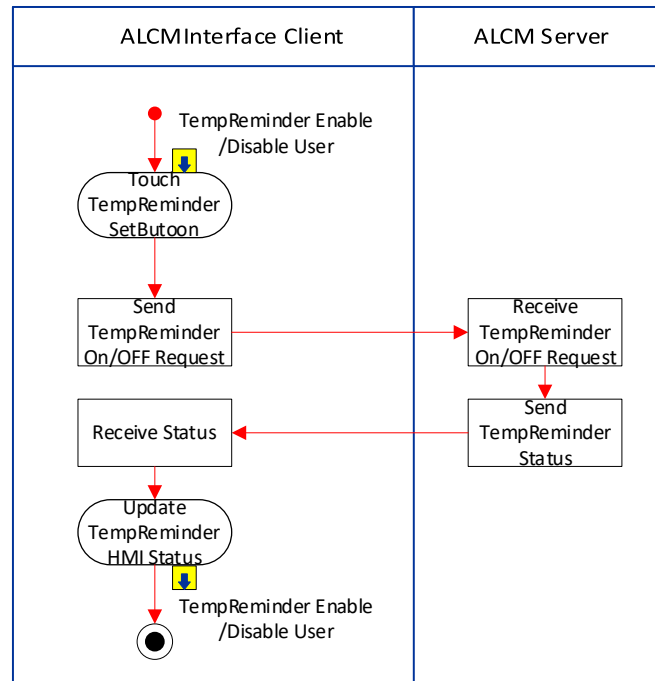 ALCMInterface Client
ALCM Server
TempReminder Enable
/Disable User
Touch
TempReminder
SetButoon
Send
TempReminder
On/OFF Request
Receive
TempReminder
On/OFF Request
Receive Status
Send
TempReminder
Status
Update
TempReminder
HMI Status
TempReminder Enable
/Disable User